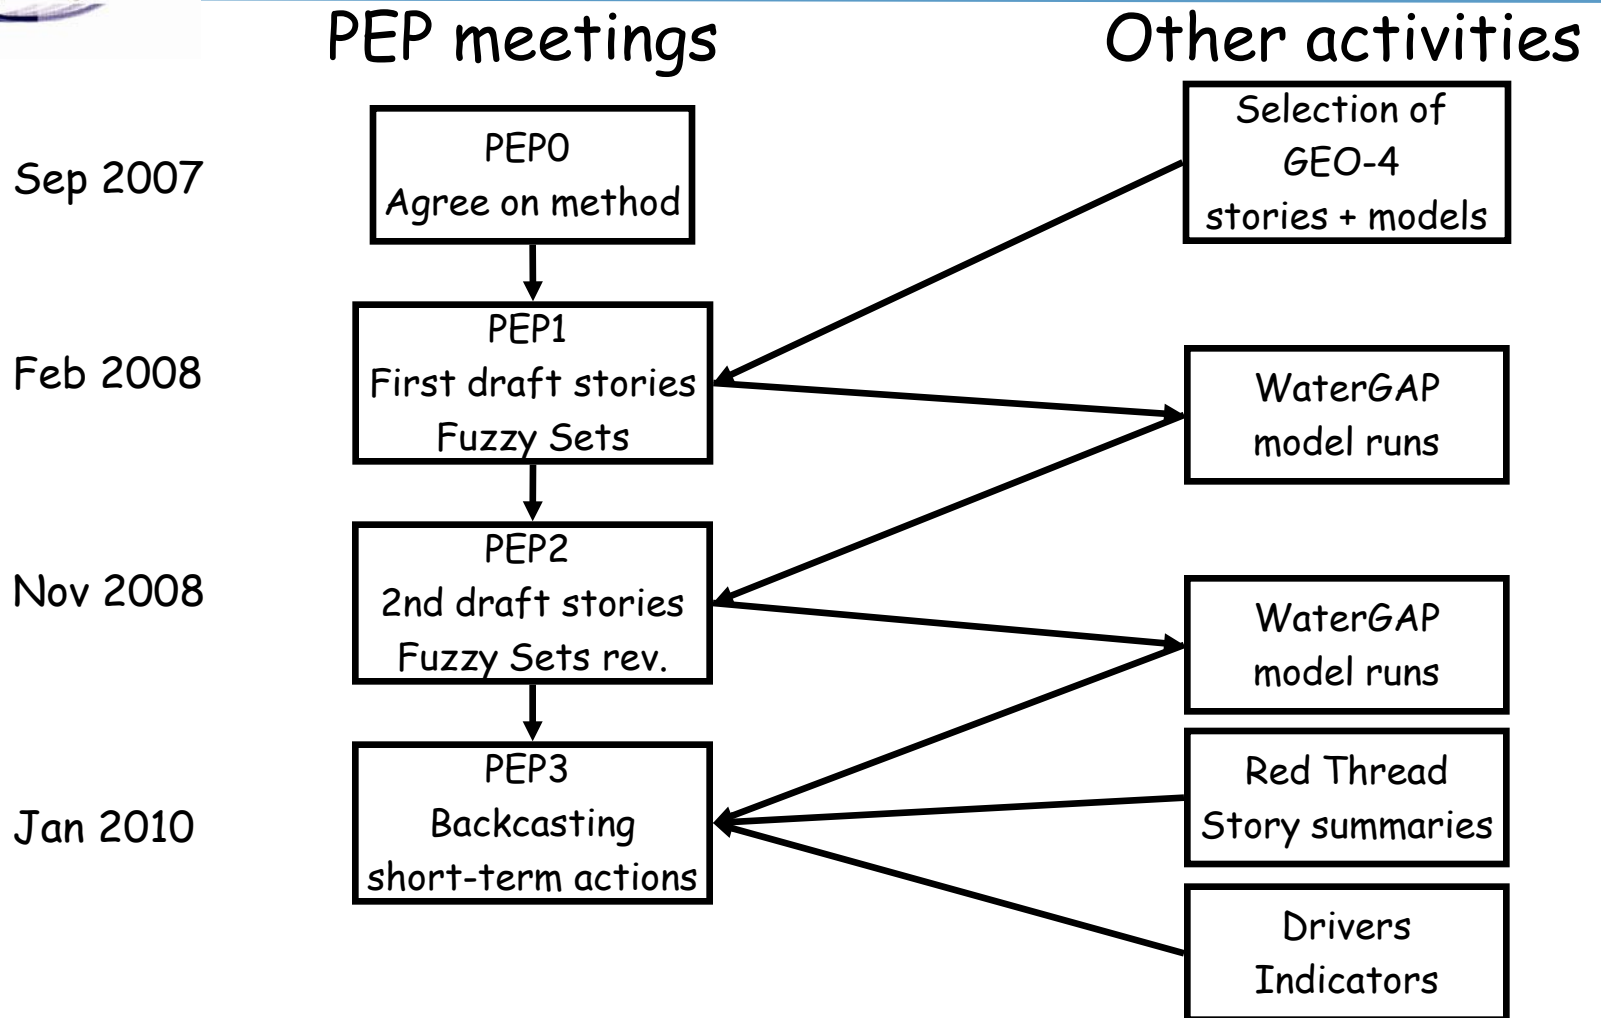 PEP meetings
Other activities
Sep 2007
PEP0
Agree on method
Selection of
GEO-4
stories + models
Feb 2008
PEP1
First draft stories
Fuzzy Sets
WaterGAP
model runs
Nov 2008
PEP2
2nd draft stories
Fuzzy Sets rev.
WaterGAP
model runs
Jan 2010
PEP3
Backcasting
short-term actions
Red Thread
Story summaries
Drivers
Indicators